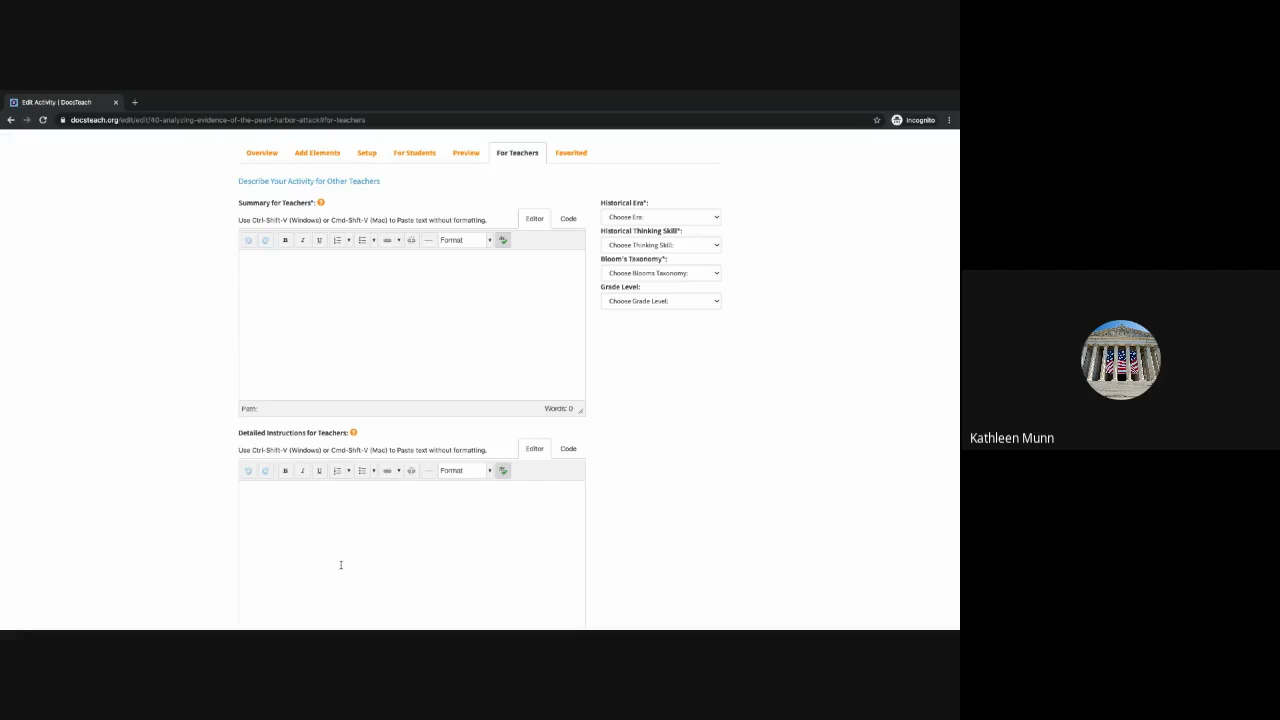 Edit Activity | DocsTeach
docsteach.org/edit/edit/40-analyzing-evidence-of-the-pearl-harbor-attack#for-teachers
Incognito
Overview Add Elements Setup For Students Preview For Teachers Favorited
Describe Your Activity for Other Teachers
Summary for Teachers*: ?
Use Ctrl-Shift-V (Windows) or Cmd-Shft-V (Mac) to Paste text without formatting.
Editor Code
B I U Format
Path: Words: 0
Historical Era*:
Choose Era:
Historical Thinking Skill*:
Choose Thinking Skill:
Bloom's Taxonomy*:
Choose Blooms Taxonomy:
Grade Level:
Choose Grade Level:
Detailed Instructions for Teachers: ?
Use Ctrl-Shift-V (Windows) or Cmd-Shft-V (Mac) to Paste text without formatting.
Editor Code
B I U Format
Kathleen Munn